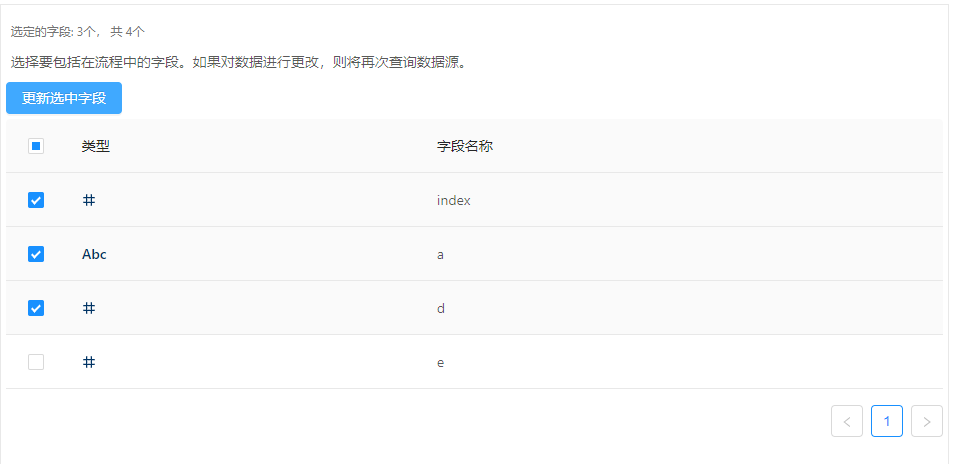 选定的字段: 3个， 共 4个
选择要包括在流程中的字段。如果对数据进行更改，则将再次查询数据源。
更新选中字段
类型 字段名称
# index
Abc a
# d
# e
< 1 >